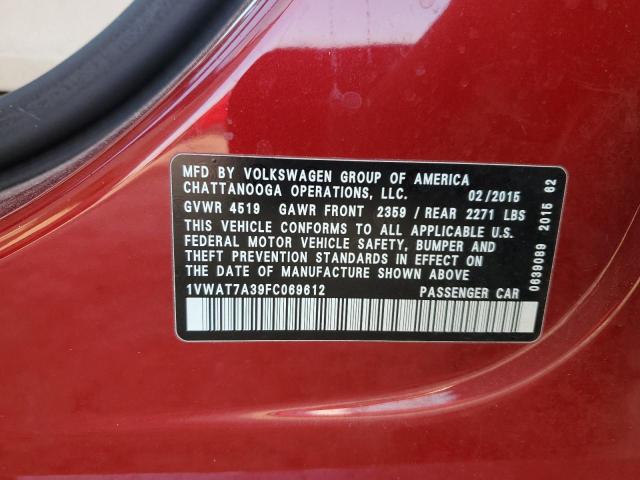 MFD BY VOLKSWAGEN GROUP OF AMERICA
CHATTANOOGA OPERATIONS, LLC. 02/2015
GVWR 4519 GAWR FRONT 2359 / REAR 2271 LBS
THIS VEHICLE CONFORMS TO ALL APPLICABLE U.S.
FEDERAL MOTOR VEHICLE SAFETY, BUMPER AND
THEFT PREVENTION STANDARDS IN EFFECT ON
THE DATE OF MANUFACTURE SHOWN ABOVE
1VWAT7A39FC069612 PASSENGER CAR
0639089 2015 62